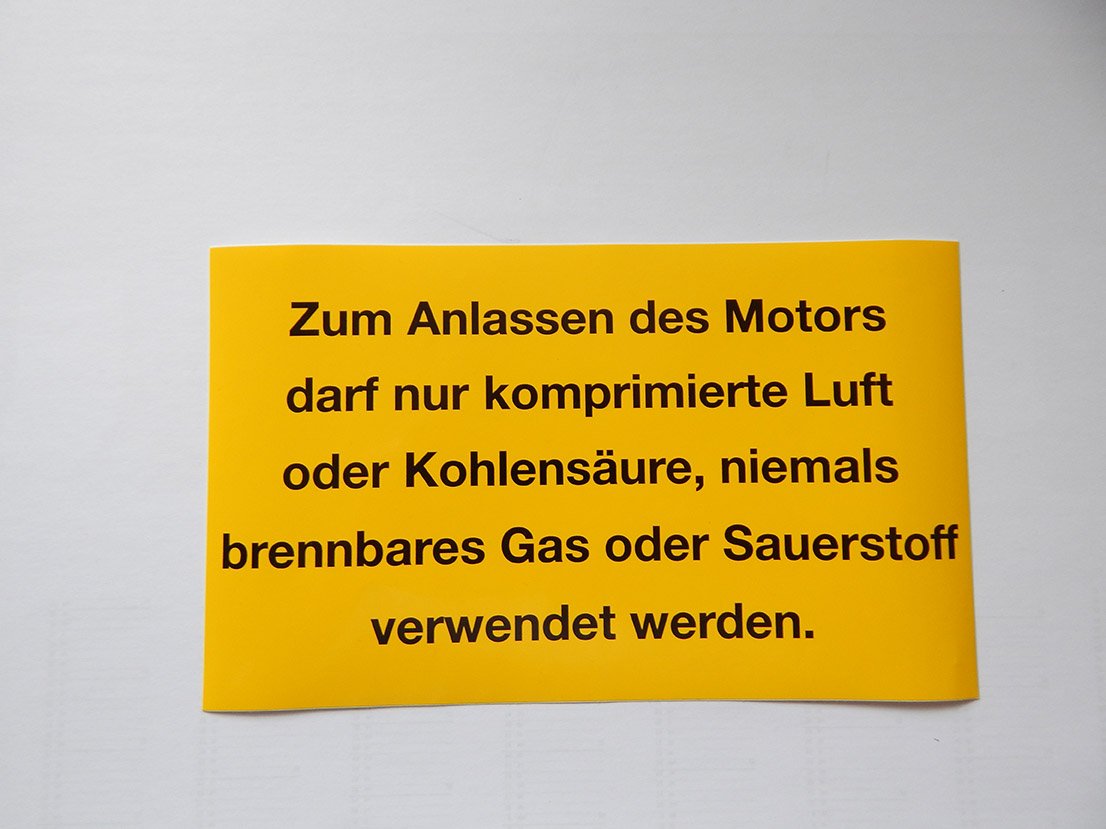 Zum Anlassen des Motors
darf nur komprimierte Luft
oder Kohlensäure, niemals
brennbares Gas oder Sauerstoff
verwendet werden.